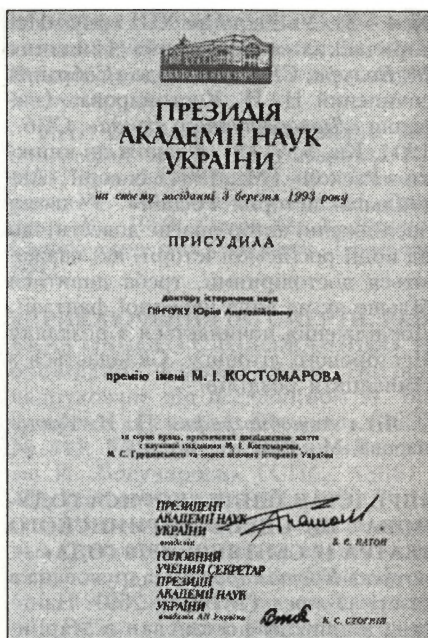 ПРЕЗИДІЯ
АКАДЕМІЇ НАУК
УКРАЇНИ
на своєму засіданні 3 березня 1993 року
ПРИСУДИЛА
доктору історичних наук
ПІНЧУКУ Юрію Анатолійовичу
премію імені М. І. КОСТОМАРОВА
за серію праць, присвячених дослідженню життя
і наукової спадщини М. І. Костомарова,
М. С. Грушевського та інших істориків України
ПРЕЗИДЕНТ
АКАДЕМІЇ НАУК
УКРАЇНИ
академік
Б. Є. ПАТОН
ГОЛОВНИЙ
УЧЕНИЙ СЕКРЕТАР
ПРЕЗИДІЇ
АКАДЕМІЇ НАУК
УКРАЇНИ
академік АН України
К. С. СТОГНІЙ